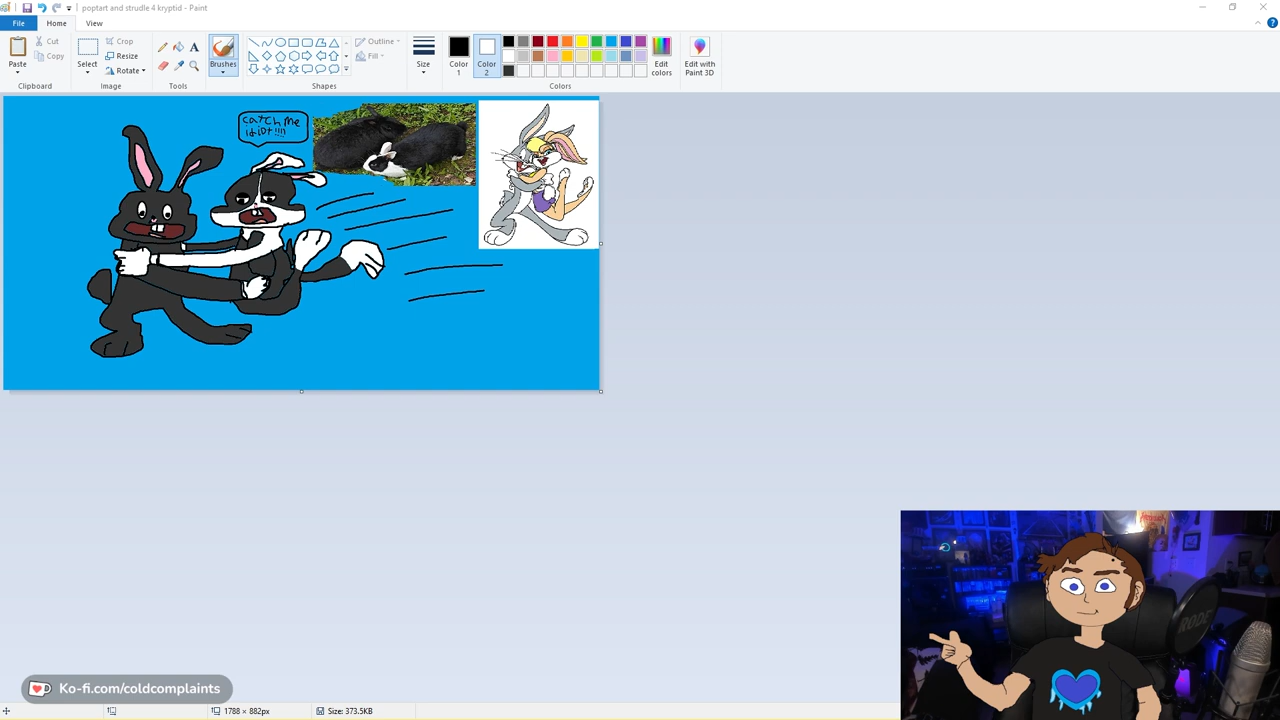 poptart and strudle 4 kryptid - Paint
File
Home
View
Paste
Cut
Copy
Clipboard
Select
Crop
Resize
Rotate
Image
A
Tools
Brushes
Outline
Fill
Shapes
Size
Color
1
Color
2
Edit
colors
Colors
Edit with
Paint 3D
catch me
idiot!!!!
RODE
Ko-fi.com/coldcomplaints
1788 × 882px
Size: 373.5KB